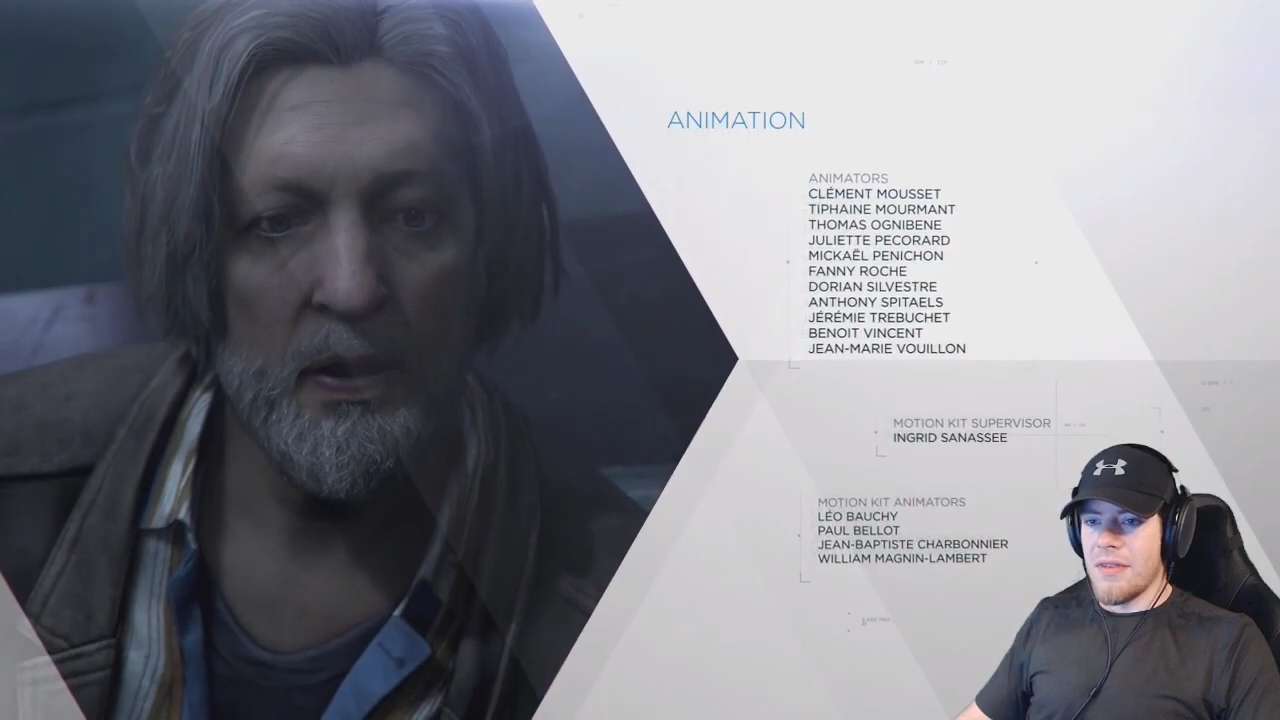 ANIMATION
ANIMATORS
CLÉMENT MOUSSET
TIPHAINE MOURMANT
THOMAS OGNIBENE
JULIETTE PECORARD
MICKAËL PENICHON
FANNY ROCHE
DORIAN SILVESTRE
ANTHONY SPITAELS
JÉRÉMIE TREBUCHET
BENOIT VINCENT
JEAN-MARIE VOUILLON
MOTION KIT SUPERVISOR
INGRID SANASSEE
MOTION KIT ANIMATORS
LÉO BAUCHY
PAUL BELLOT
JEAN-BAPTISTE CHARBONNIER
WILLIAM MAGNIN-LAMBERT